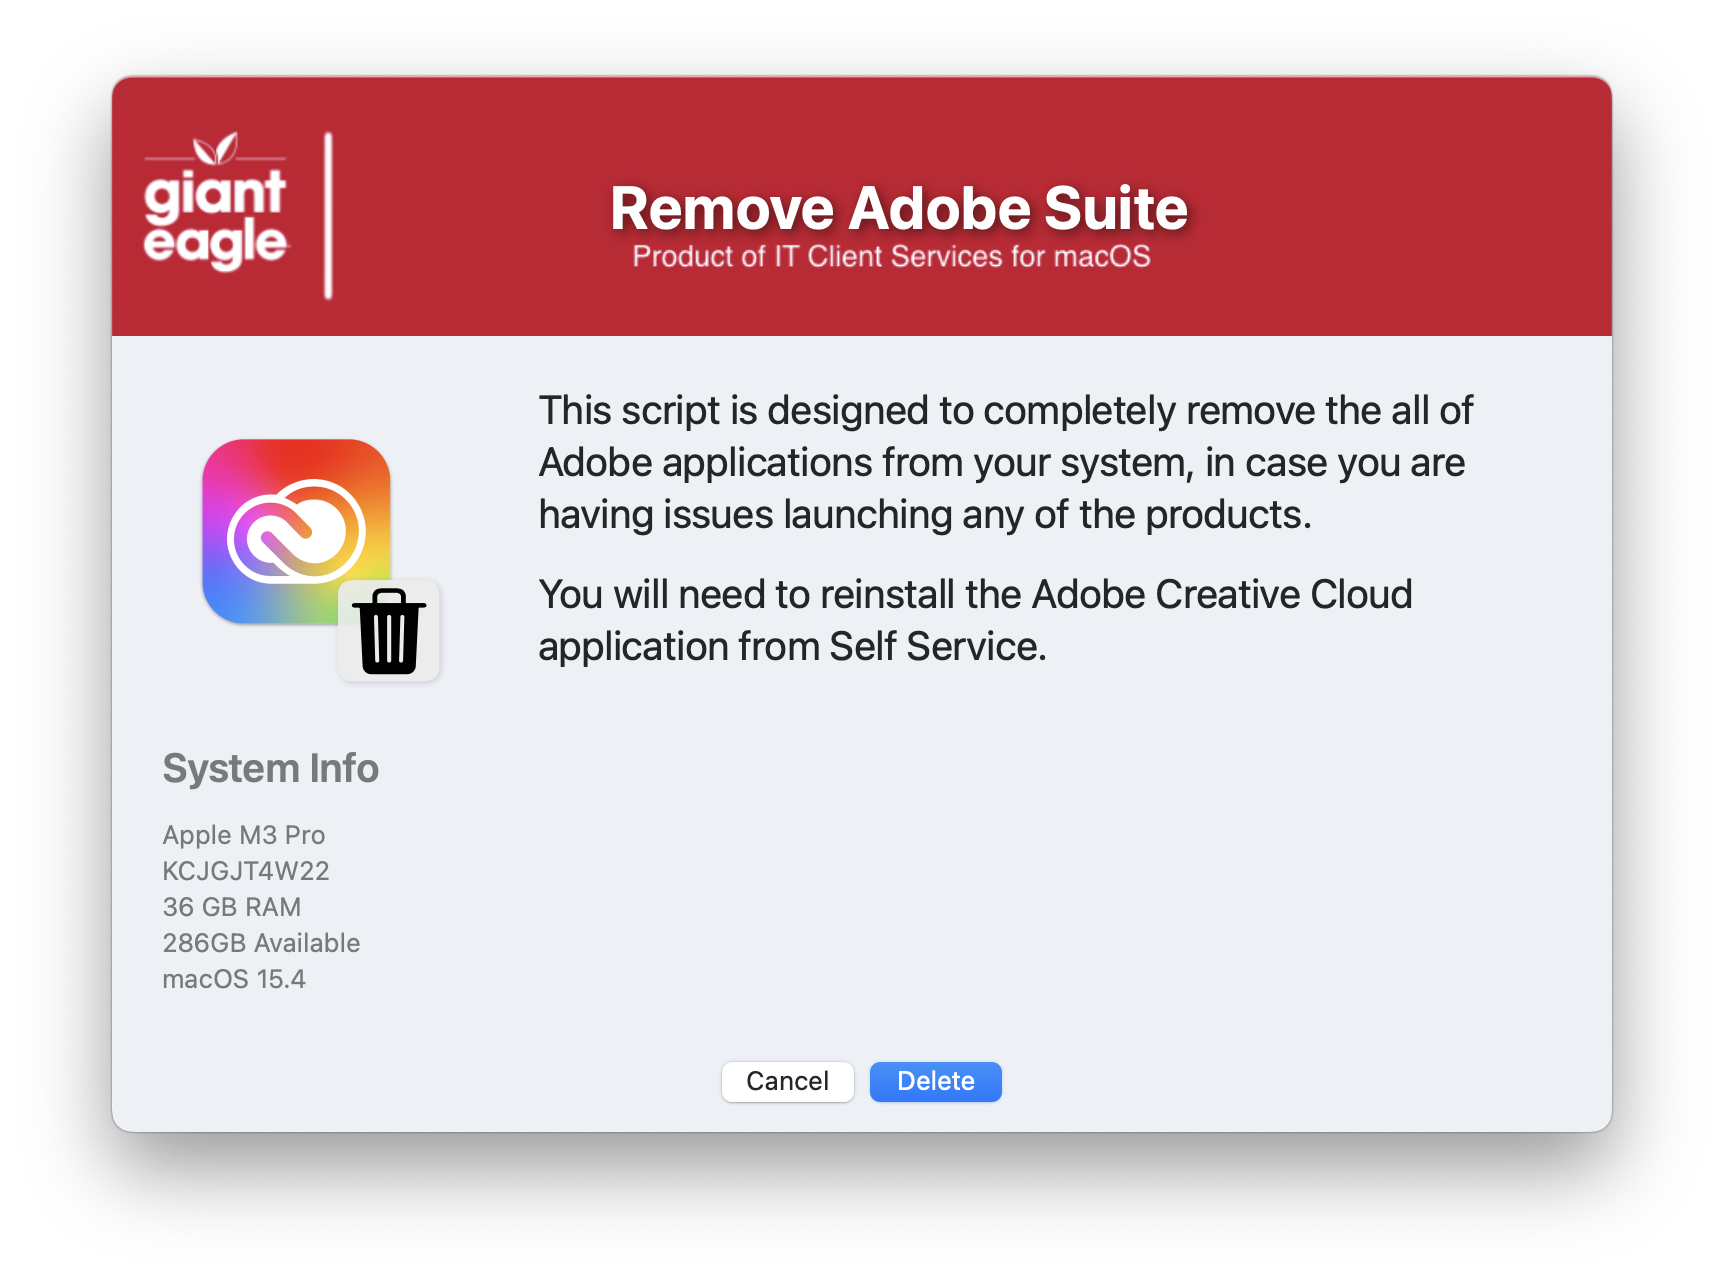 giant
eagle
Remove Adobe Suite
Product of IT Client Services for macOS
This script is designed to completely remove the all of
Adobe applications from your system, in case you are
having issues launching any of the products.
You will need to reinstall the Adobe Creative Cloud
application from Self Service.
System Info
Apple M3 Pro
KCJGJT4W22
36 GB RAM
286GB Available
macOS 15.4
Cancel
Delete